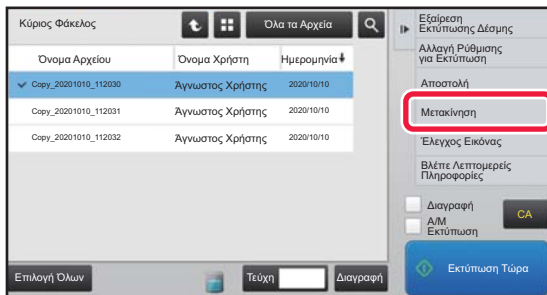 Κύριος Φάκελος
Όλα τα Αρχεία
Όνομα Αρχείου Όνομα Χρήστη Ημερομηνία
Copy_20201010_112030 Άγνωστος Χρήστης 2020/10/10
Copy_20201010_112031 Άγνωστος Χρήστης 2020/10/10
Copy_20201010_112032 Άγνωστος Χρήστης 2020/10/10
Επιλογή Όλων
Τεύχη
Διαγραφή
Εξαίρεση
Εκτύπωσης Δέσμης
Αλλαγή Ρύθμισης
για Εκτύπωση
Αποστολή
Μετακίνηση
Έλεγχος Εικόνας
Βλέπε Λεπτομερείς
Πληροφορίες
Διαγραφή
Α/Μ
Εκτύπωση
CA
Εκτύπωση Τώρα